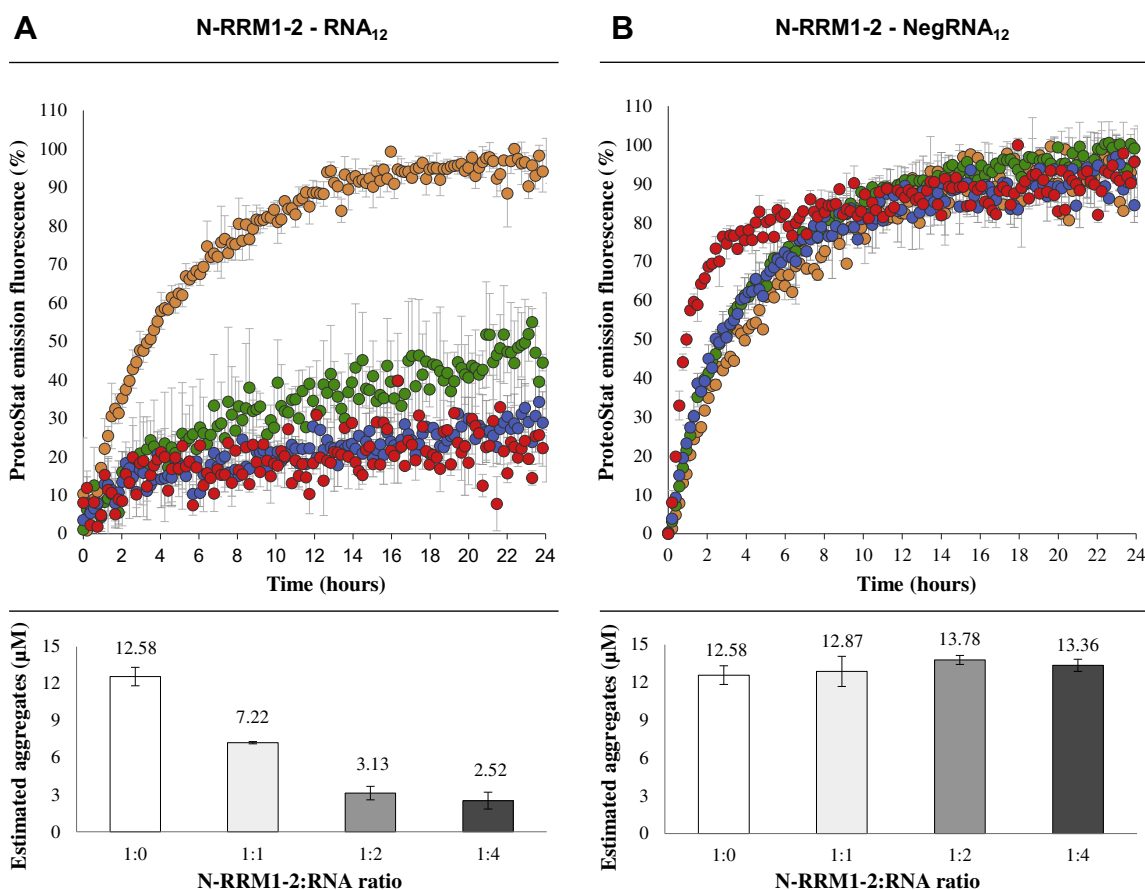 A
N-RRM1-2 - RNA12
ProteoStat emission fluorescence (%)
110
100
90
80
70
60
50
40
30
20
10
0
0 2 4 6 8 10 12 14 16 18 20 22 24
Time (hours)
Estimated aggregates (µM)
15
12
9
6
3
0
12.58
7.22
3.13
2.52
1:0 1:1 1:2 1:4
N-RRM1-2:RNA ratio
B
N-RRM1-2 - NegRNA12
ProteoStat emission fluorescence (%)
110
100
90
80
70
60
50
40
30
20
10
0
0 2 4 6 8 10 12 14 16 18 20 22 24
Time (hours)
Estimated aggregates (µM)
15
12
9
6
3
0
12.58
12.87
13.78
13.36
1:0 1:1 1:2 1:4
N-RRM1-2:RNA ratio